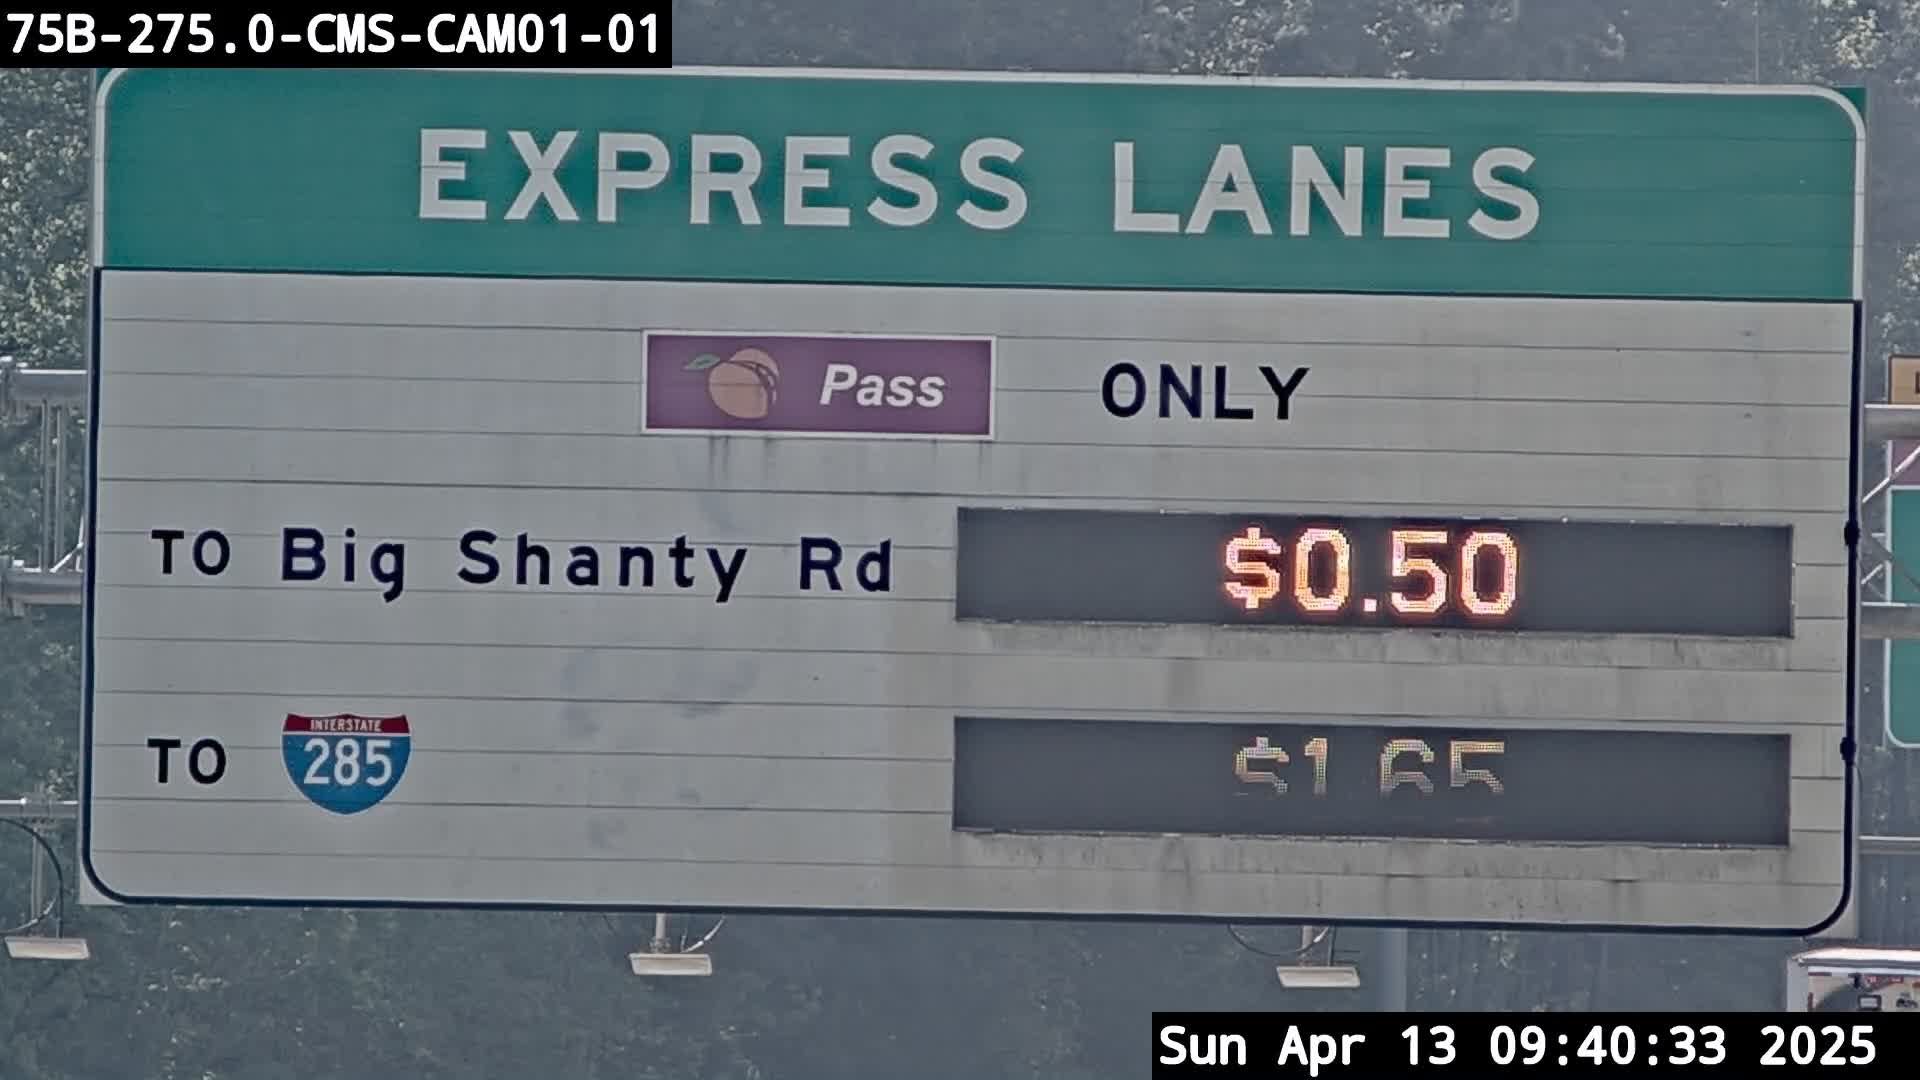 75B-275.0-CMS-CAM01-01
EXPRESS LANES
Pass ONLY
TO Big Shanty Rd $0.50
INTERSTATE
TO 285 $1.65
Sun Apr 13 09:40:33 2025